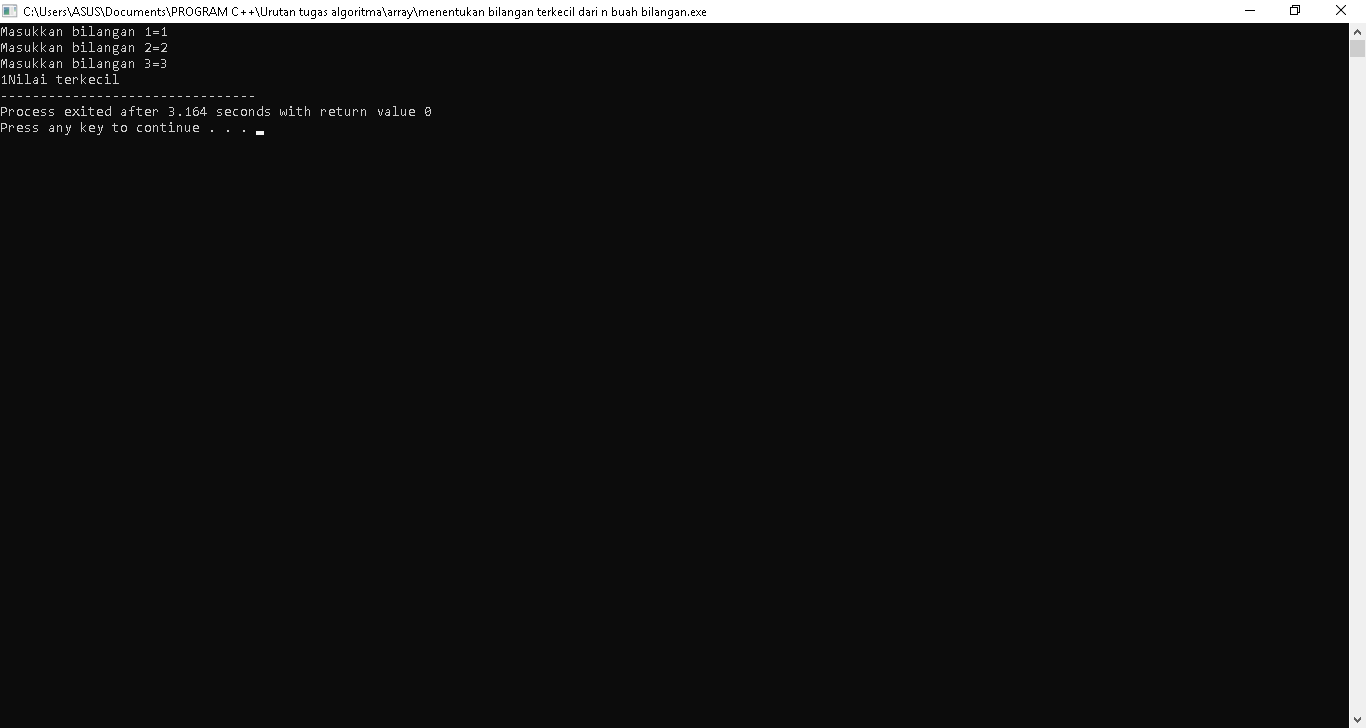 C:\Users\ASUS\Documents\PROGRAM C++\Urutan tugas algoritma\array\menentukan bilangan terkecil dari n buah bilangan.exe
Masukkan bilangan 1=1
Masukkan bilangan 2=2
Masukkan bilangan 3=3
1Nilai terkecil
--------------------------------
Process exited after 3.164 seconds with return value 0
Press any key to continue . . .